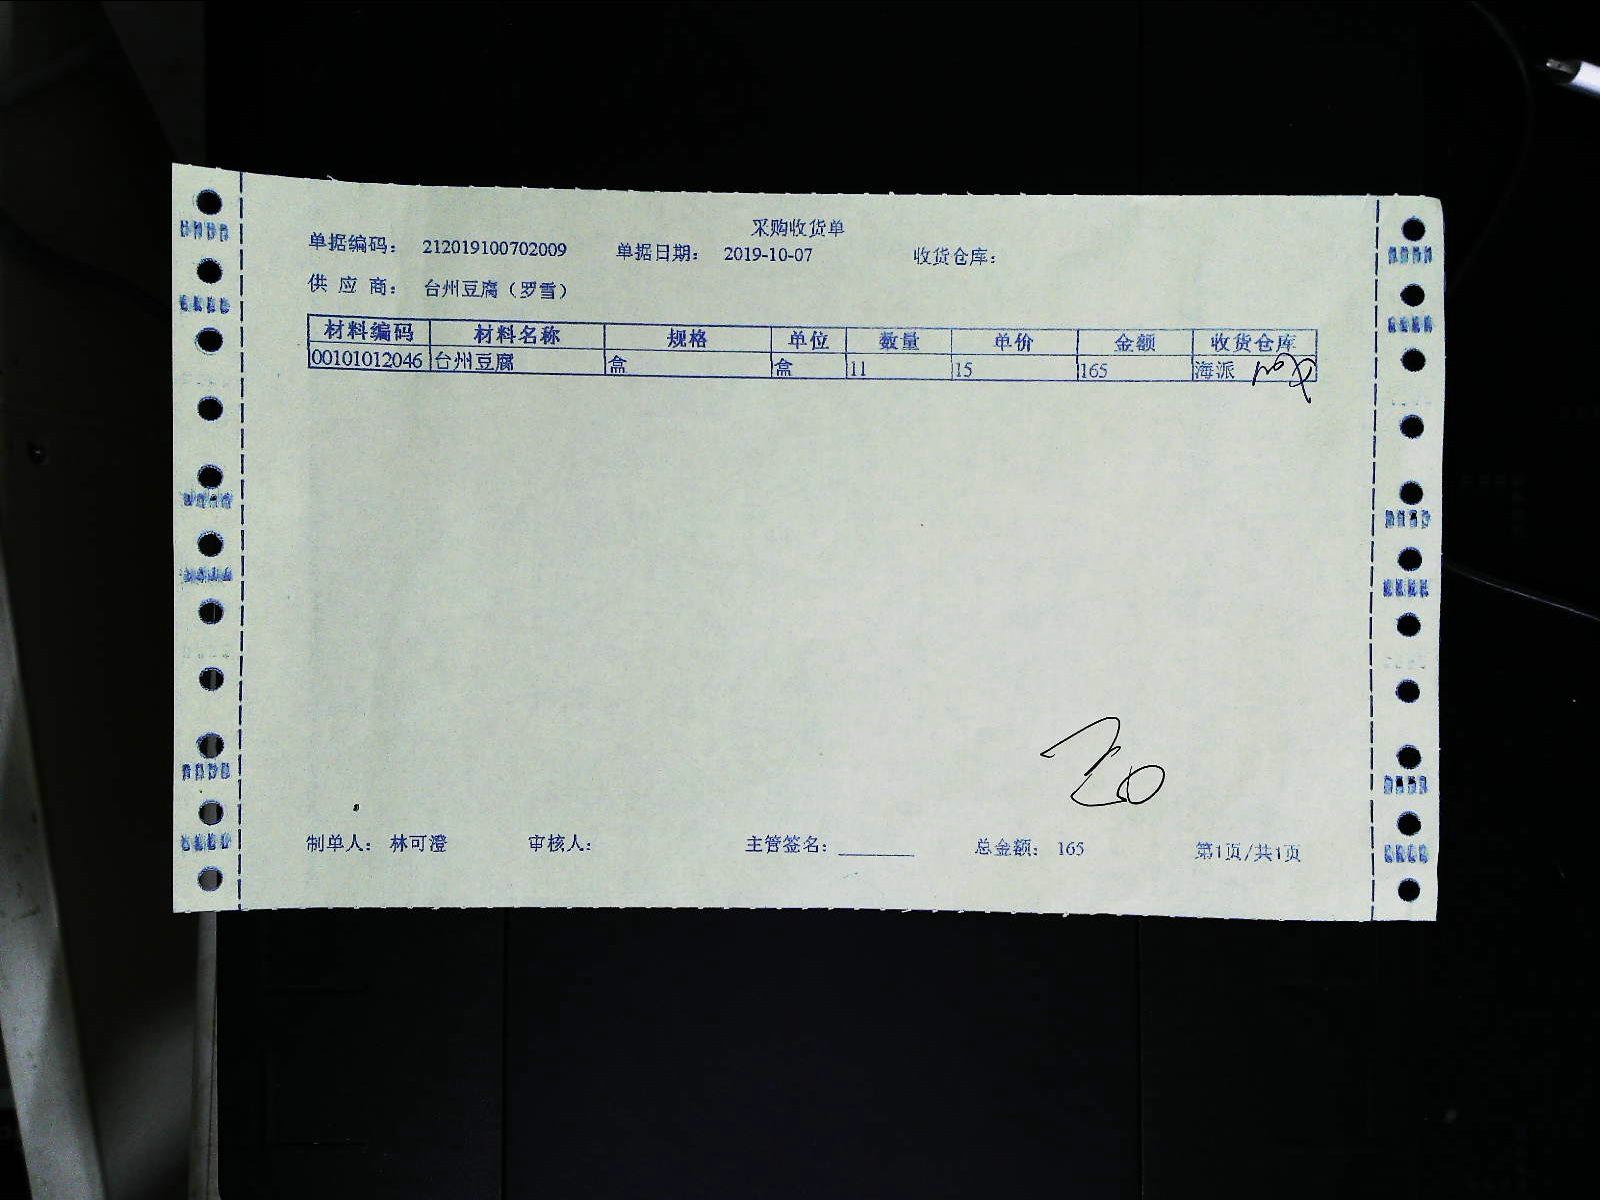 采购收货单
单据编码： 212019100702009 单据日期： 2019-10-07 收货仓库：
供 应 商： 台州豆腐（罗雪）
材料编码 材料名称 规格 单位 数量 单价 金额 收货仓库
00101012046 台州豆腐 盒 盒 11 15 165 海派
制单人： 林可澄 审核人： 主管签名：________ 总金额： 165 第1页/共1页